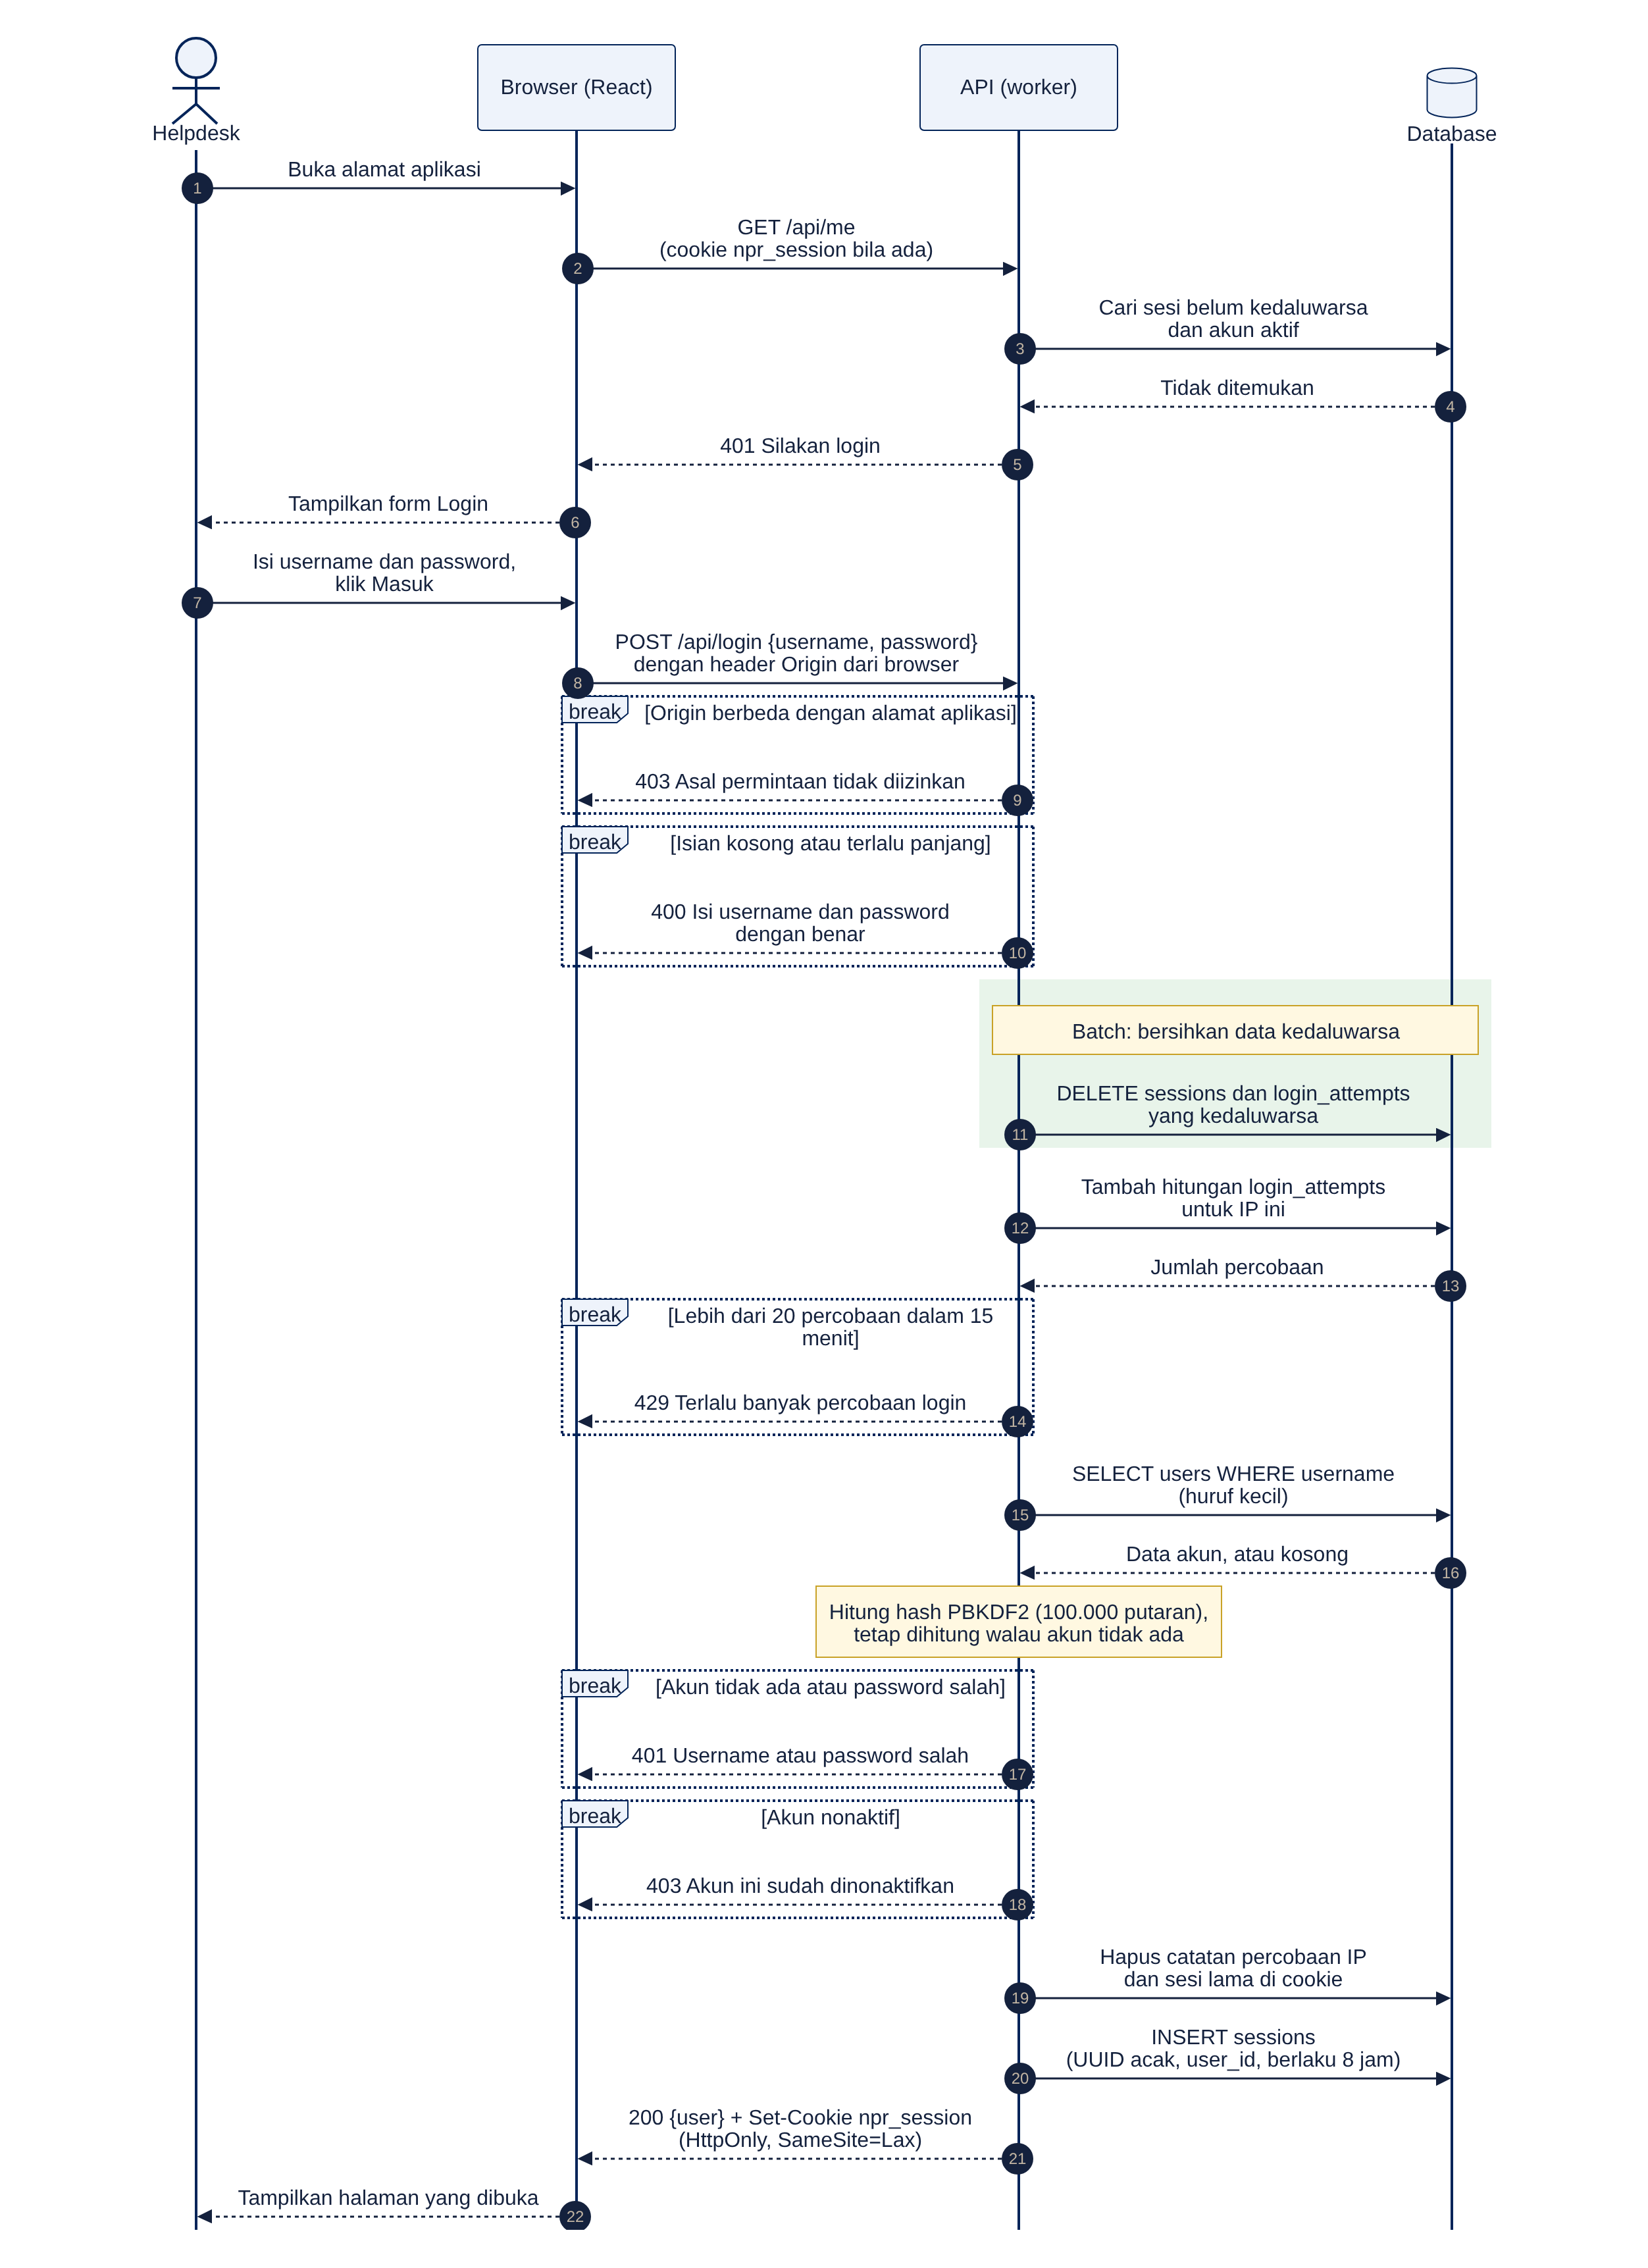 Helpdesk
Browser (React)
API (worker)
Database
Buka alamat aplikasi
1
GET /api/me
(cookie npr_session bila ada)
2
Cari sesi belum kedaluwarsa
dan akun aktif
3
Tidak ditemukan
4
401 Silakan login
5
Tampilkan form Login
6
Isi username dan password,
klik Masuk
7
POST /api/login {username, password}
dengan header Origin dari browser
8
break
[Origin berbeda dengan alamat aplikasi]
403 Asal permintaan tidak diizinkan
9
break
[Isian kosong atau terlalu panjang]
400 Isi username dan password
dengan benar
10
Batch: bersihkan data kedaluwarsa
DELETE sessions dan login_attempts
yang kedaluwarsa
11
Tambah hitungan login_attempts
untuk IP ini
12
Jumlah percobaan
13
break
[Lebih dari 20 percobaan dalam 15
menit]
429 Terlalu banyak percobaan login
14
SELECT users WHERE username
(huruf kecil)
15
Data akun, atau kosong
16
Hitung hash PBKDF2 (100.000 putaran),
tetap dihitung walau akun tidak ada
break
[Akun tidak ada atau password salah]
401 Username atau password salah
17
break
[Akun nonaktif]
403 Akun ini sudah dinonaktifkan
18
Hapus catatan percobaan IP
dan sesi lama di cookie
19
INSERT sessions
(UUID acak, user_id, berlaku 8 jam)
20
200 {user} + Set-Cookie npr_session
(HttpOnly, SameSite=Lax)
21
Tampilkan halaman yang dibuka
22